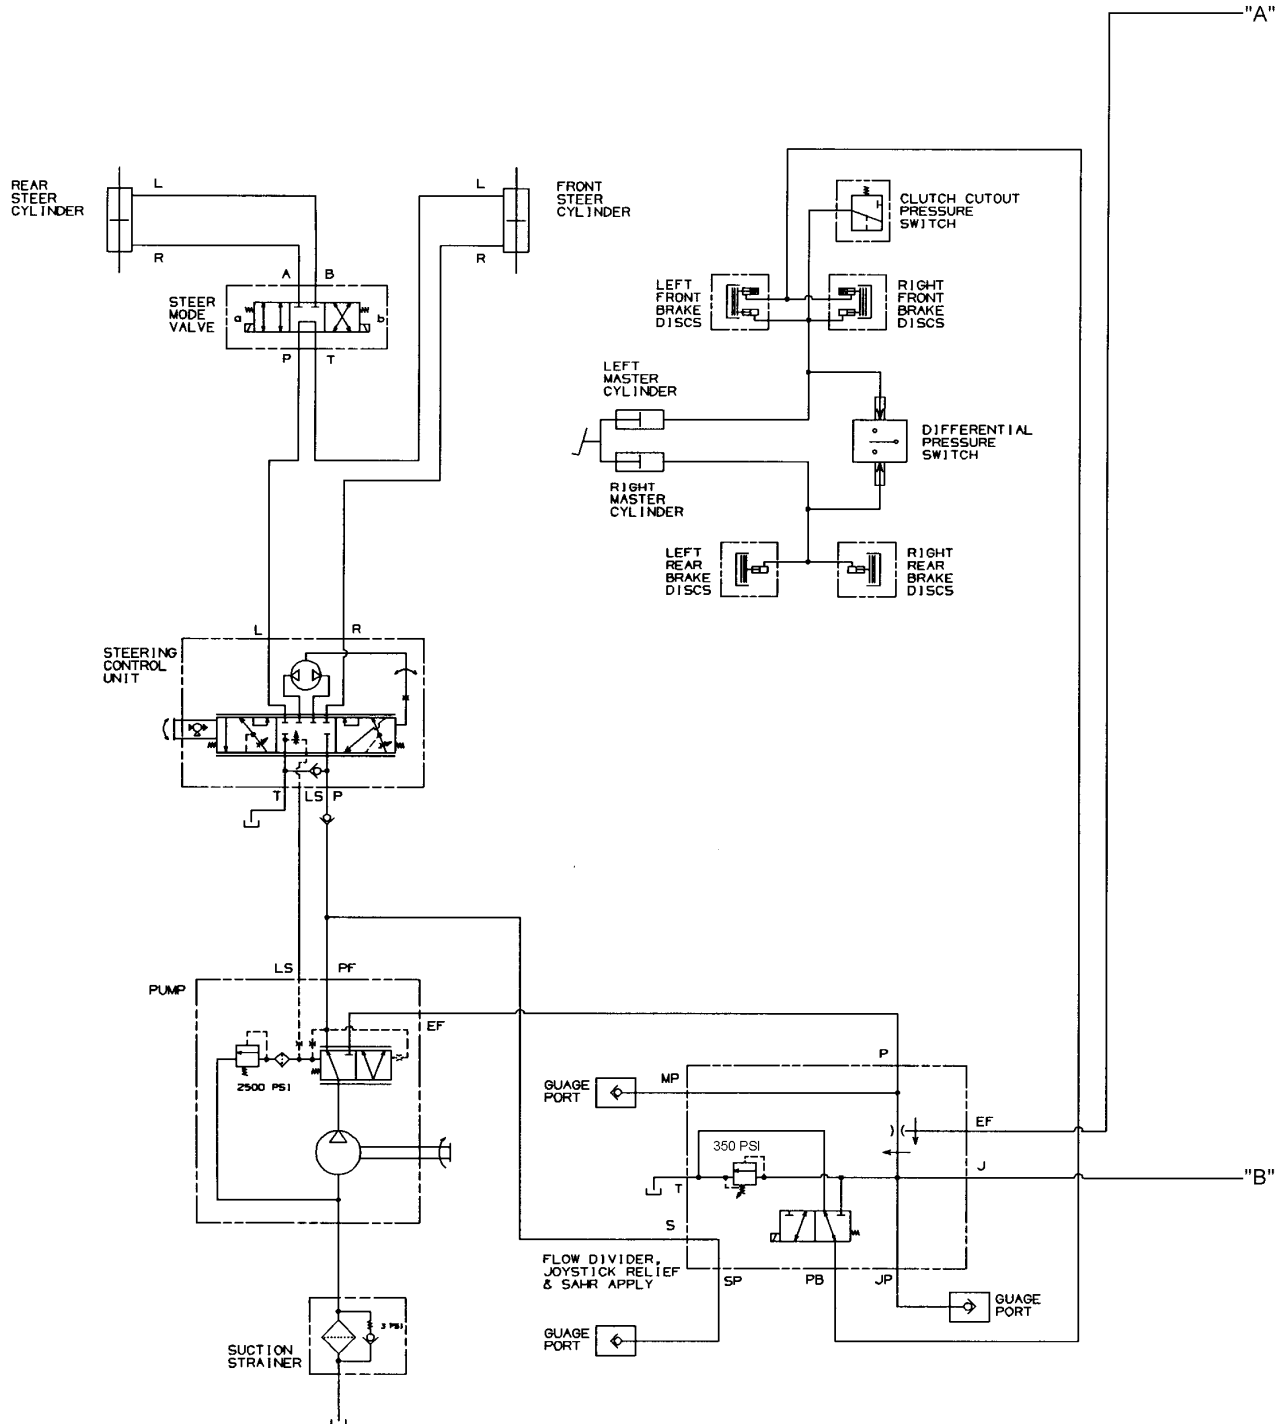 "A"
REAR
STEER
CYLINDER
L
R
L
R
FRONT
STEER
CYLINDER
CLUTCH CUTOUT
PRESSURE
SWITCH
A
B
STEER
MODE
VALVE
a
b
P
T
LEFT
FRONT
BRAKE
DISCS
RIGHT
FRONT
BRAKE
DISCS
LEFT
MASTER
CYLINDER
DIFFERENTIAL
PRESSURE
SWITCH
RIGHT
MASTER
CYLINDER
LEFT
REAR
BRAKE
DISCS
RIGHT
REAR
BRAKE
DISCS
L
R
STEERING
CONTROL
UNIT
T
LS
P
LS
PF
PUMP
EF
2500 PSI
P
GUAGE
PORT
MP
EF
350 PSI
J
"B"
T
S
FLOW DIVIDER,
JOYSTICK RELIEF
& SAHR APPLY
SP
PB
JP
GUAGE
PORT
GUAGE
PORT
3 PSI
SUCTION
STRAINER